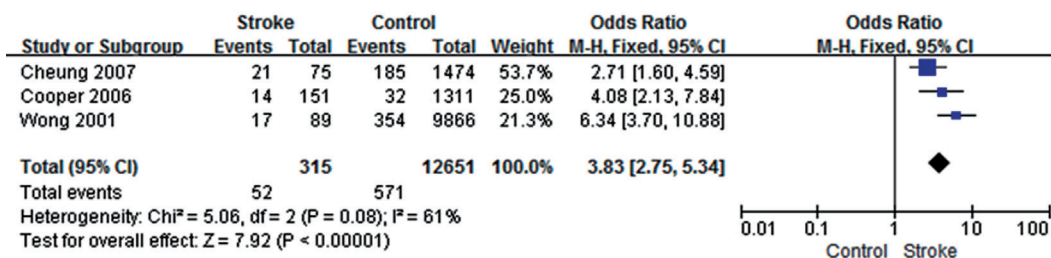 Stroke Control Odds Ratio Odds Ratio
Study or Subgroup Events Total Events Total Weight M-H, Fixed, 95% CI M-H, Fixed, 95% CI
Cheung 2007 21 75 185 1474 53.7% 2.71 [1.60, 4.59]
Cooper 2006 14 151 32 1311 25.0% 4.08 [2.13, 7.84]
Wong 2001 17 89 354 9866 21.3% 6.34 [3.70, 10.88]
Total (95% CI) 315 12651 100.0% 3.83 [2.75, 5.34]
Total events 52 571
Heterogeneity: Chi² = 5.06, df = 2 (P = 0.08); I² = 61%
Test for overall effect: Z = 7.92 (P < 0.00001)
0.01 0.1 1 10 100
Control Stroke